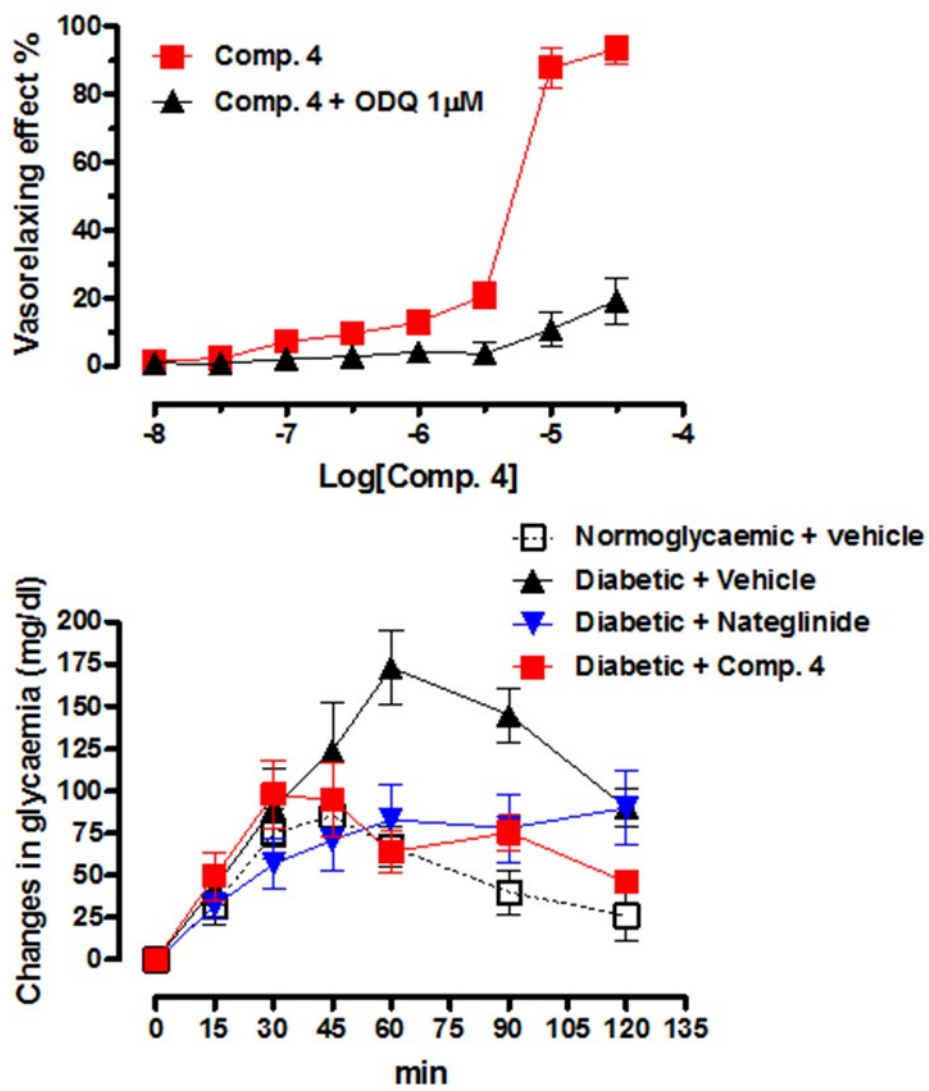 100
80
60
40
20
0
Vasorelaxing effect %
Comp. 4
Comp. 4 + ODQ 1µM
-8 -7 -6 -5 -4
Log[Comp. 4]
Normoglycaemic + vehicle
Diabetic + Vehicle
Diabetic + Nateglinide
Diabetic + Comp. 4
200
175
150
125
100
75
50
25
0
Changes in glycaemia (mg/dl)
0 15 30 45 60 75 90 105 120 135
min